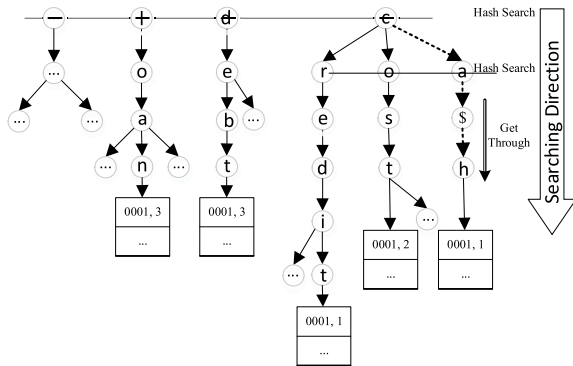 − + d c Hash Search
... o e r o a Hash Search
... ... a ... b ... e s $ Get
Through
... n ... t d t h
0001, 3 0001, 3 i ...
... ... 0001, 2 0001, 1
... t ... ...
0001, 1
...
Searching Direction